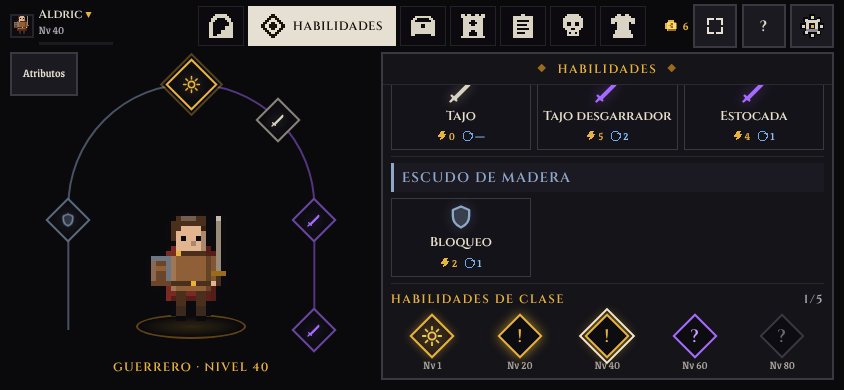 ALDRIC ▼
Nv 40
HABILIDADES
6
?
Atributos
◆ HABILIDADES ◆
TAJO
0 —
TAJO DESGARRADOR
5 2
ESTOCADA
4 1
ESCUDO DE MADERA
BLOQUEO
2 1
HABILIDADES DE CLASE 1/5
! ! ? ?
Nv 1 Nv 20 Nv 40 Nv 60 Nv 80
GUERRERO · NIVEL 40